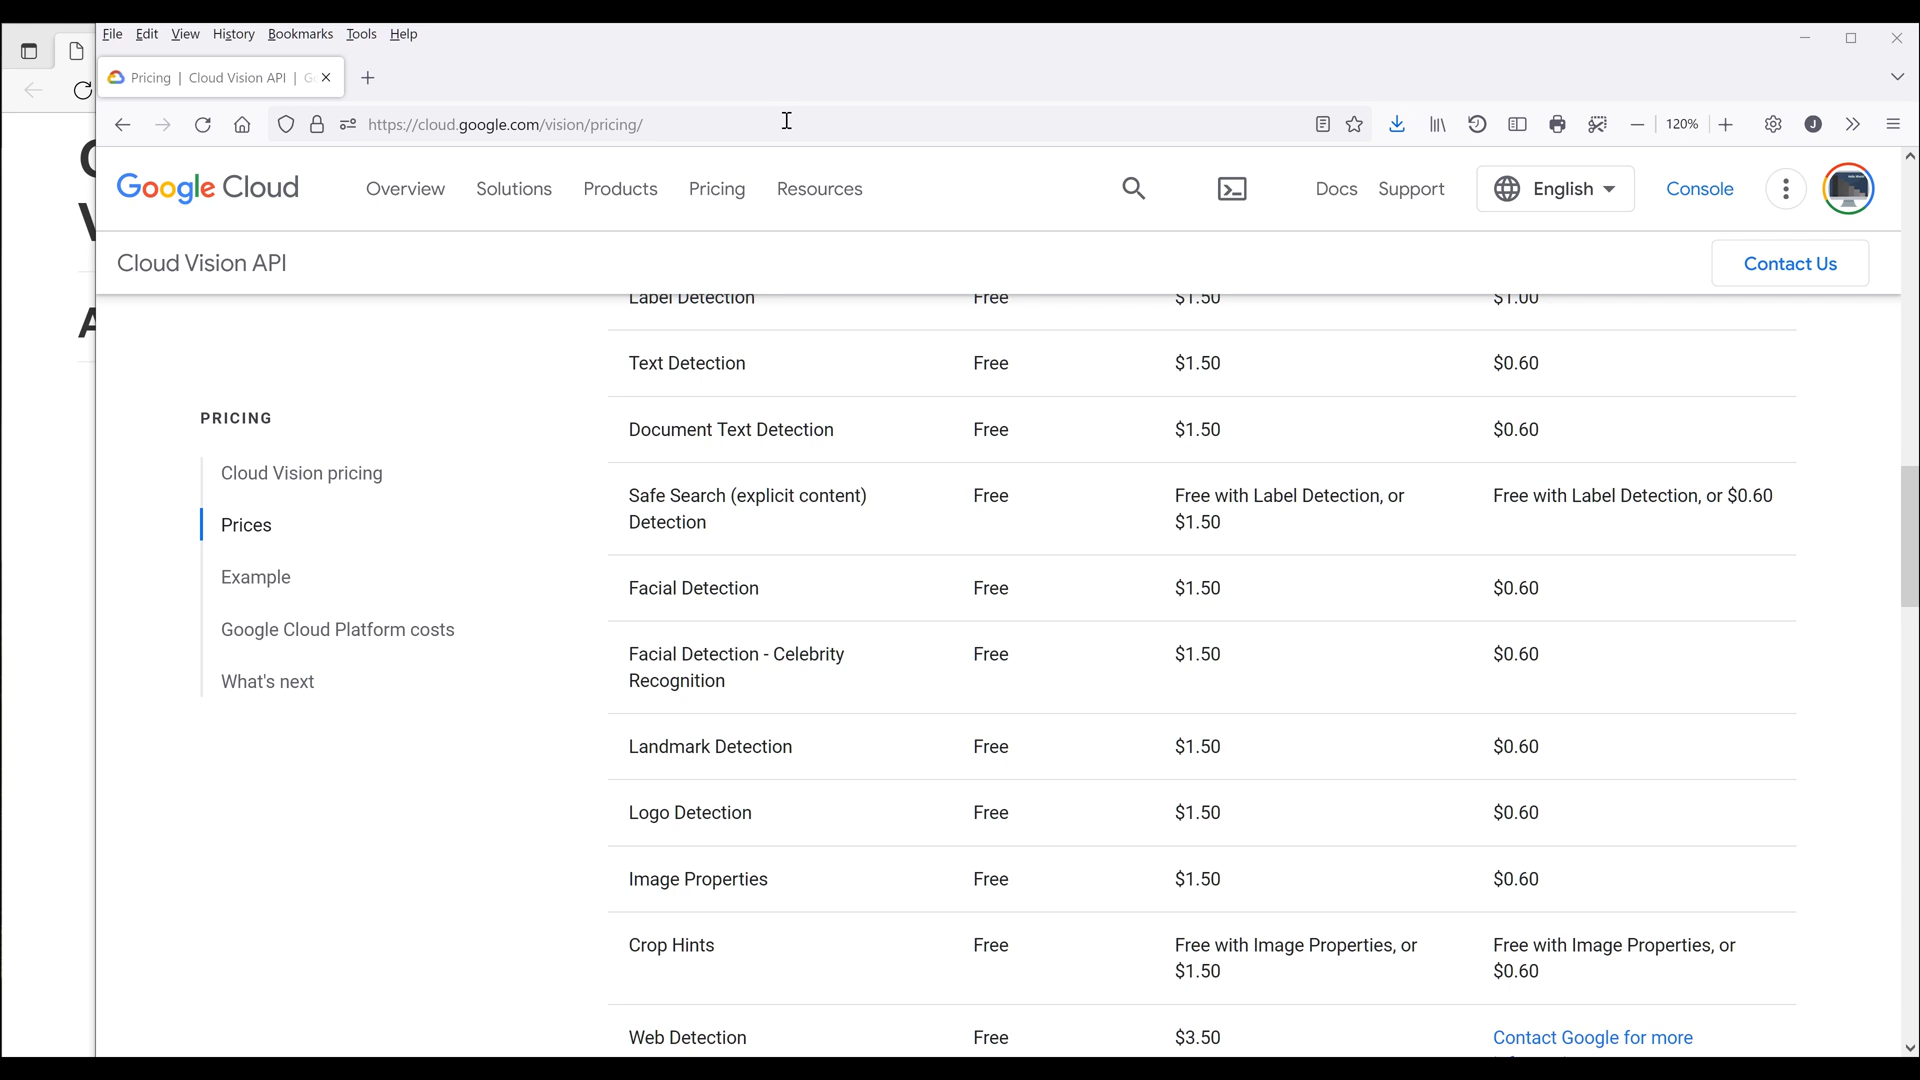 File Edit View History Bookmarks Tools Help
Pricing | Cloud Vision API |
https://cloud.google.com/vision/pricing/
120%
J
Google Cloud
Overview Solutions Products Pricing Resources
Docs Support English Console
Cloud Vision API
Contact Us
Label Detection Free $1.50 $1.00
Text Detection Free $1.50 $0.60
Document Text Detection Free $1.50 $0.60
Safe Search (explicit content) Free Free with Label Detection, or Free with Label Detection, or $0.60
Detection $1.50
Facial Detection Free $1.50 $0.60
Facial Detection - Celebrity Free $1.50 $0.60
Recognition
Landmark Detection Free $1.50 $0.60
Logo Detection Free $1.50 $0.60
Image Properties Free $1.50 $0.60
Crop Hints Free Free with Image Properties, or Free with Image Properties, or
$1.50 $0.60
Web Detection Free $3.50 Contact Google for more
PRICING
Cloud Vision pricing
Prices
Example
Google Cloud Platform costs
What's next